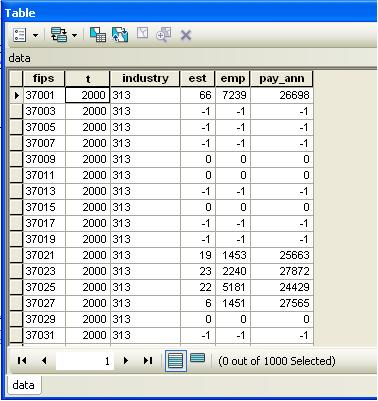 Table
data
fips t industry est emp pay_ann
37001 2000 313 66 7239 26698
37003 2000 313 -1 -1 -1
37005 2000 313 -1 -1 -1
37007 2000 313 -1 -1 -1
37009 2000 313 0 0 0
37011 2000 313 0 0 0
37013 2000 313 -1 -1 -1
37015 2000 313 0 0 0
37017 2000 313 -1 -1 -1
37019 2000 313 -1 -1 -1
37021 2000 313 19 1453 25663
37023 2000 313 23 2240 27872
37025 2000 313 22 5181 24429
37027 2000 313 6 1451 27565
37029 2000 313 0 0 0
37031 2000 313 -1 -1 -1
1 (0 out of 1000 Selected)
data